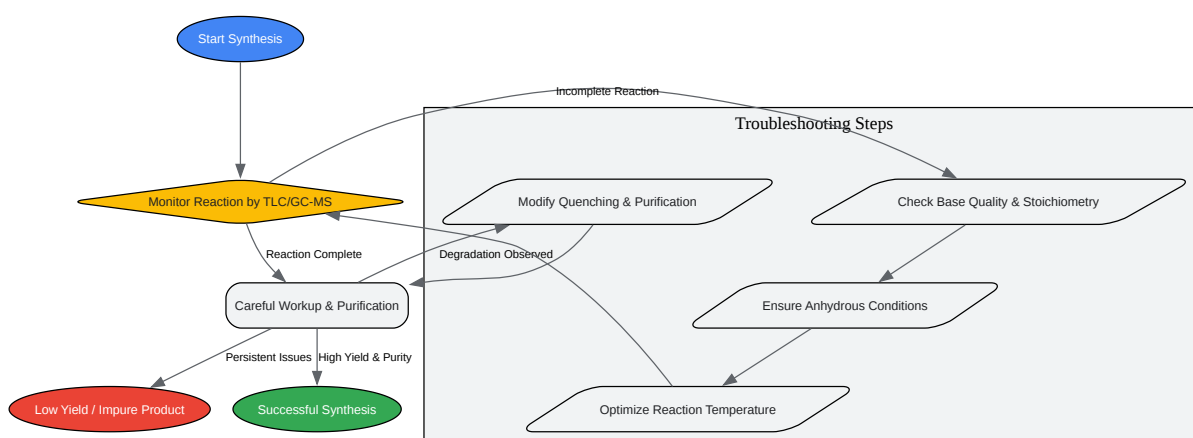 Start Synthesis
Incomplete Reaction
Troubleshooting Steps
Monitor Reaction by TLC/GC-MS
Modify Quenching & Purification
Check Base Quality & Stoichiometry
Reaction Complete
Degradation Observed
Careful Workup & Purification
Ensure Anhydrous Conditions
Persistent Issues
High Yield & Purity
Low Yield / Impure Product
Successful Synthesis
Optimize Reaction Temperature